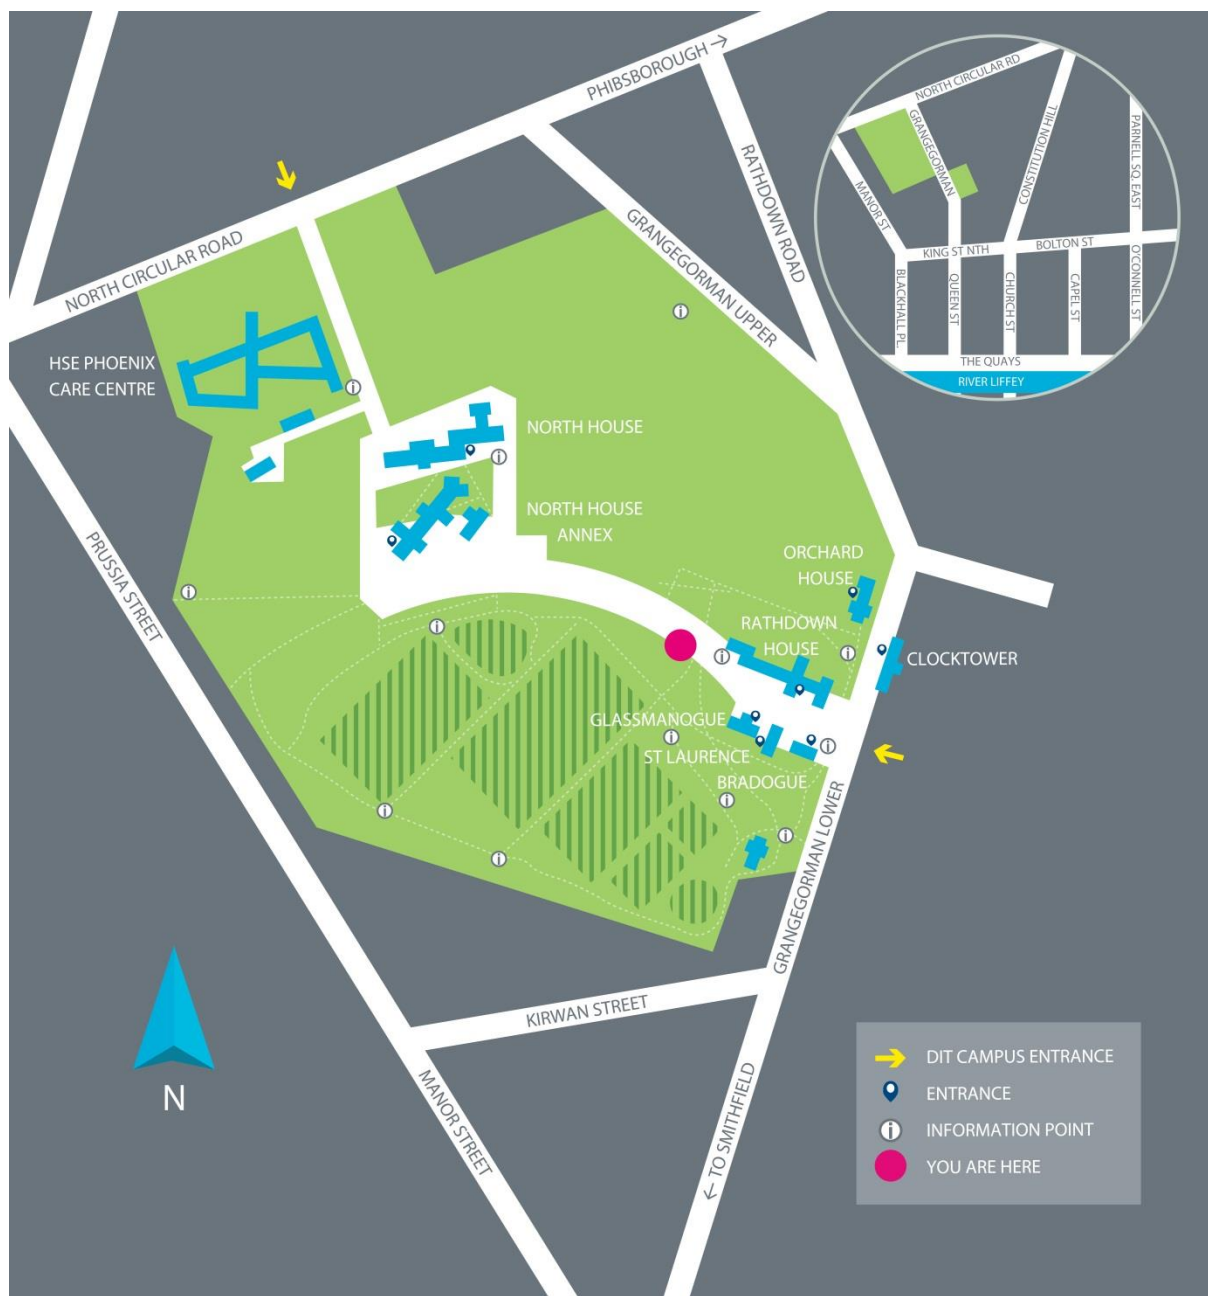 PHIBSBOROUGH →
NORTH CIRCULAR ROAD
RATHDOWN ROAD
GRANGEGORMAN UPPER
NORTH CIRCULAR RD
GRANGEGORMAN
CONSTITUTION HILL
PARNELL SQ. EAST
MANOR ST
KING ST NTH
BOLTON ST
BLACKHALL PL.
QUEEN ST
CHURCH ST
CAPEL ST
O'CONNELL ST
THE QUAYS
RIVER LIFFEY
HSE PHOENIX
CARE CENTRE
NORTH HOUSE
NORTH HOUSE
ANNEX
ORCHARD
HOUSE
RATHDOWN
HOUSE
CLOCKTOWER
GLASSMANOGUE
ST LAURENCE
BRADOGUE
PRUSSIA STREET
GRANGEGORMAN LOWER
KIRWAN STREET
MANOR STREET
← TO SMITHFIELD
N
DIT CAMPUS ENTRANCE
ENTRANCE
i INFORMATION POINT
YOU ARE HERE